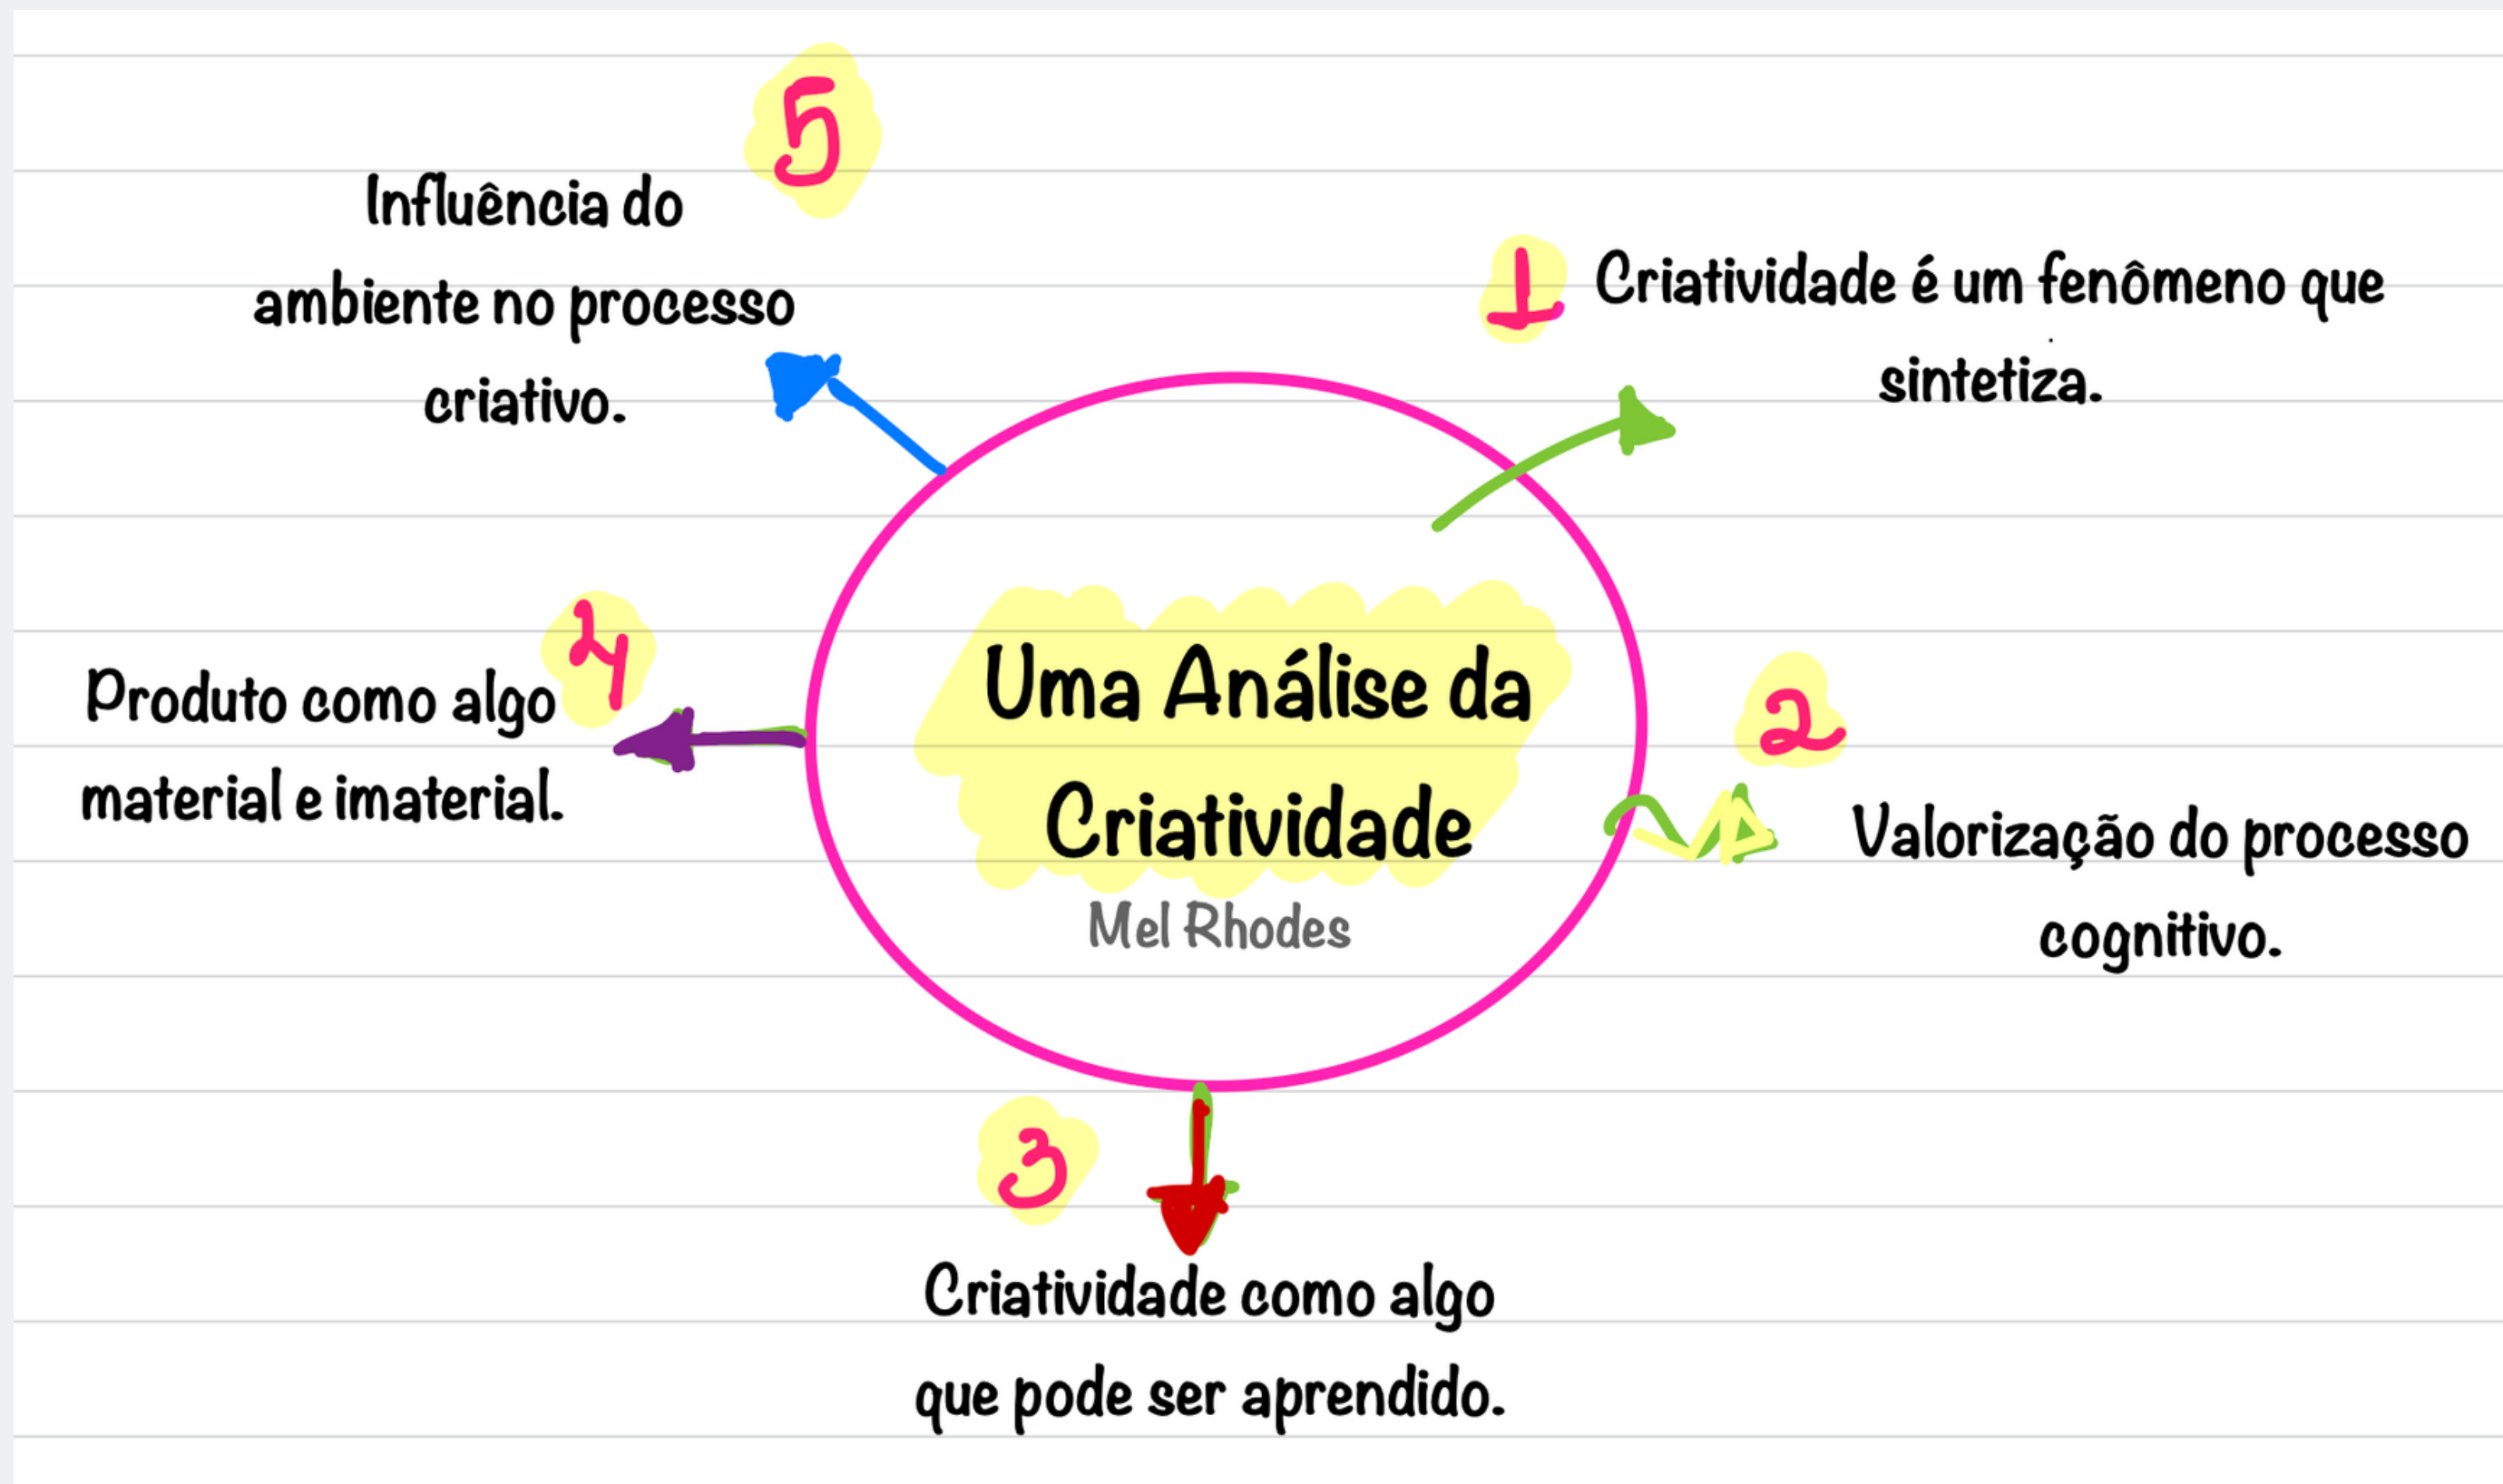 Uma Análise da
Criatividade
Mel Rhodes
1
Criatividade é um fenômeno que
sintetiza.
2
Valorização do processo
cognitivo.
3
Criatividade como algo
que pode ser aprendido.
4
Produto como algo
material e imaterial.
5
Influência do
ambiente no processo
criativo.